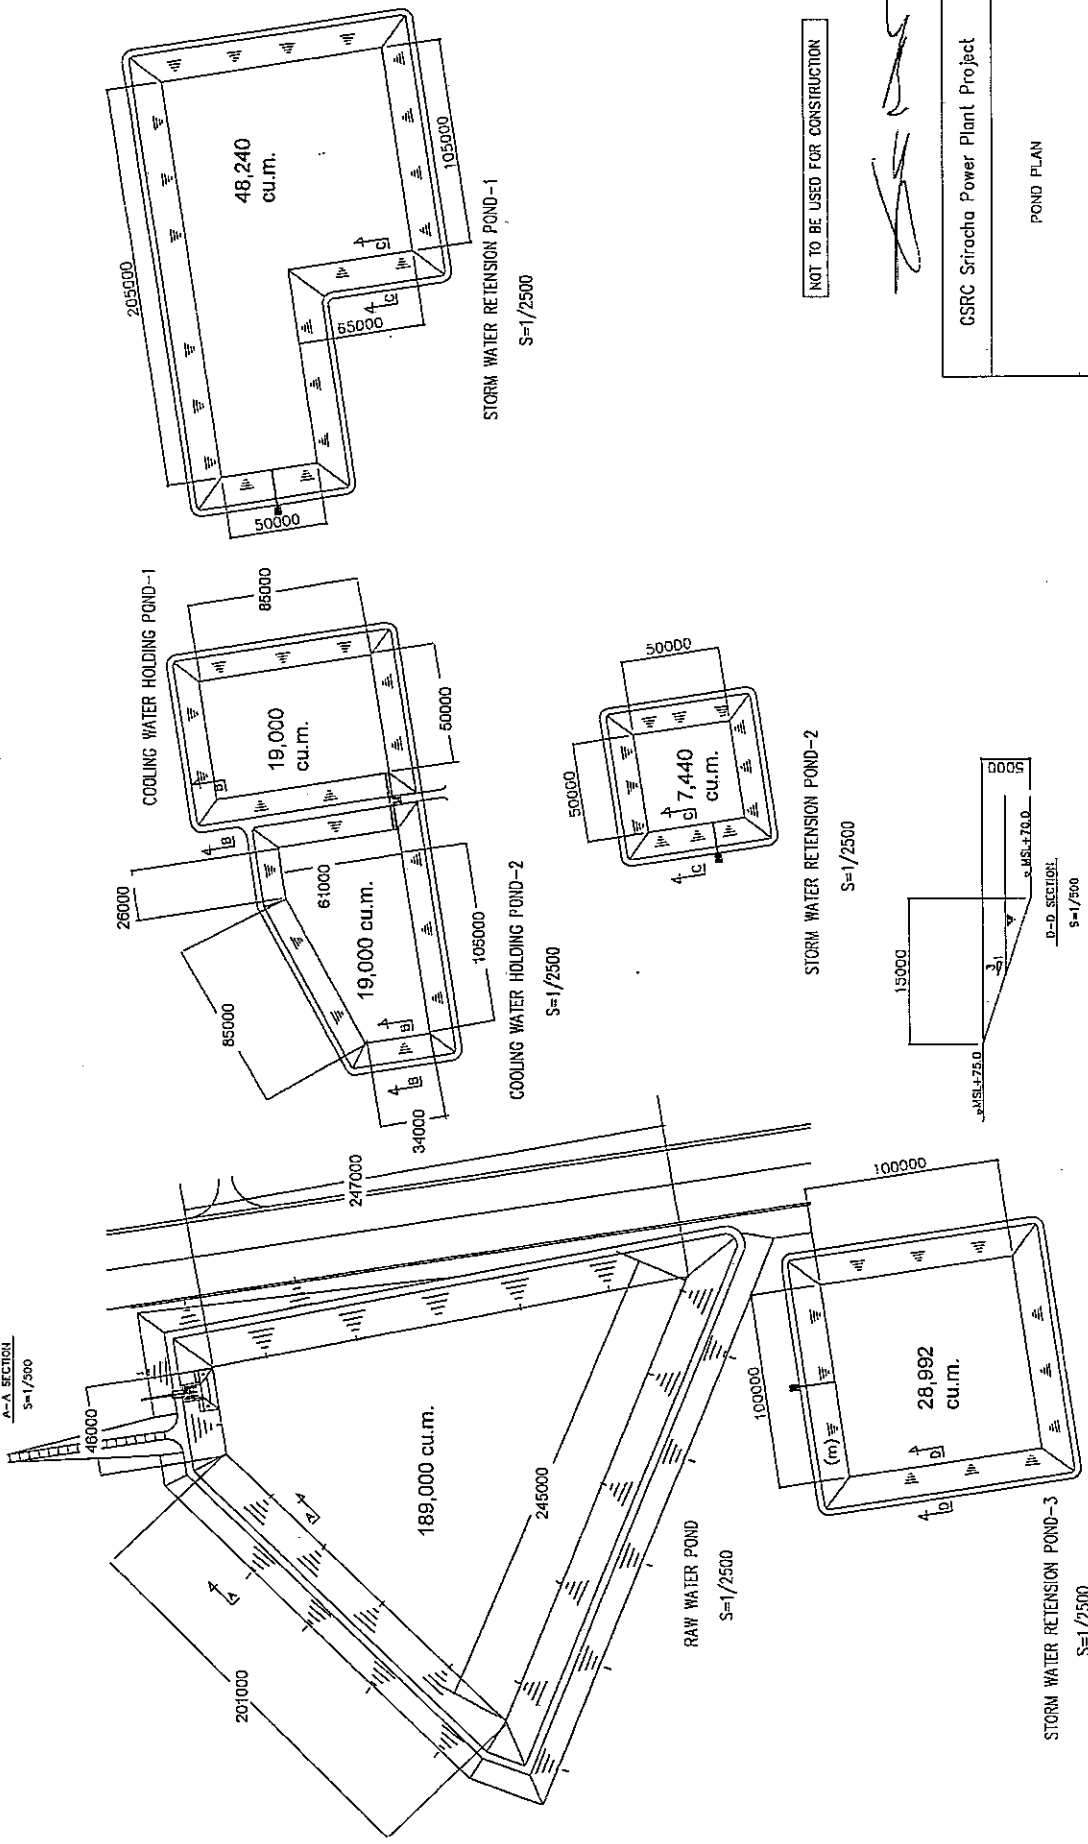 A-A SECTION
S=1/500
46000
201000
247000
245000
189,000 cu.m.
A
A
RAW WATER POND
S=1/2500
COOLING WATER HOLDING POND-1
85000
50000
19,000
cu.m.
B
B
26000
61000
85000
105000
34000
19,000 cu.m.
B
B
COOLING WATER HOLDING POND-2
S=1/2500
205000
105000
65000
50000
48,240
cu.m.
C
C
STORM WATER RETENSION POND-1
S=1/2500
50000
50000
7,440
cu.m.
C
C
STORM WATER RETENSION POND-2
S=1/2500
100000
100000
(m)
28,992
cu.m.
D
D
STORM WATER RETENSION POND-3
S=1/2500
15000
5000
MSL+75.0
MSL+70.0
3
1
D-D SECTION
S=1/500
NOT TO BE USED FOR CONSTRUCTION
GSRC Sriracha Power Plant Project
POND PLAN